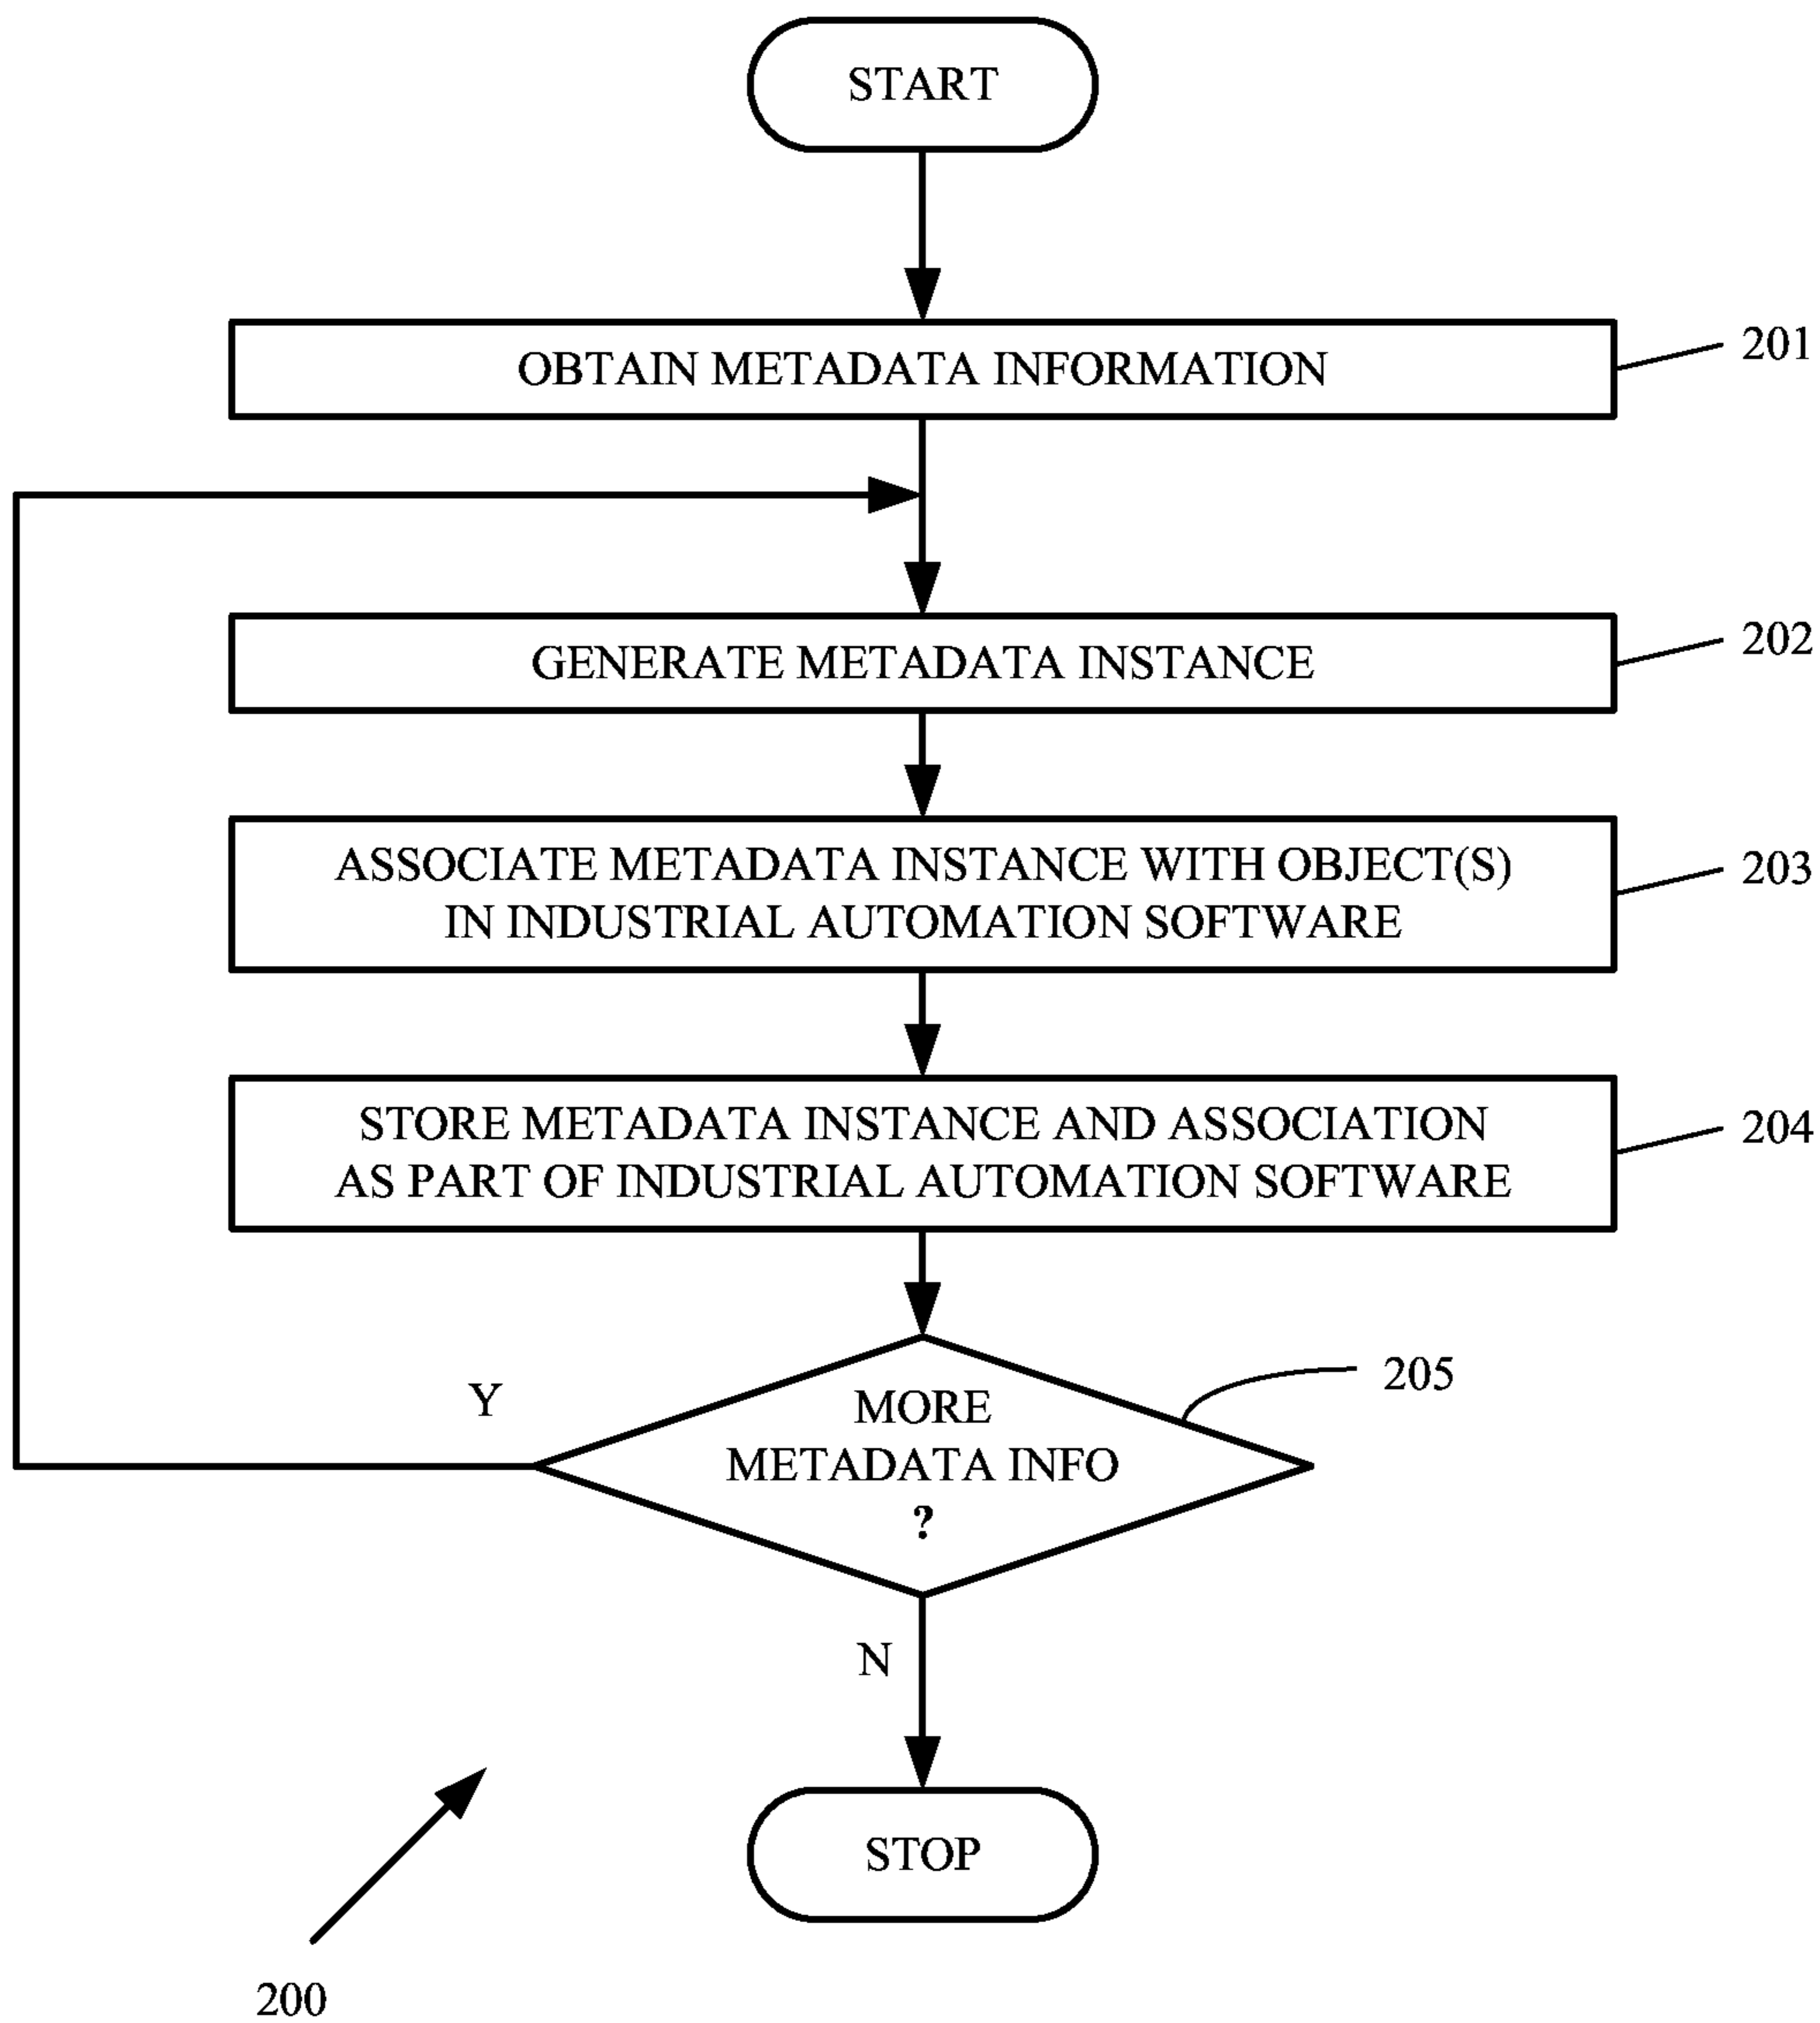 START
OBTAIN METADATA INFORMATION
201
GENERATE METADATA INSTANCE
202
ASSOCIATE METADATA INSTANCE WITH OBJECT(S)
IN INDUSTRIAL AUTOMATION SOFTWARE
203
STORE METADATA INSTANCE AND ASSOCIATION
AS PART OF INDUSTRIAL AUTOMATION SOFTWARE
204
Y
MORE
METADATA INFO
?
205
N
STOP
200